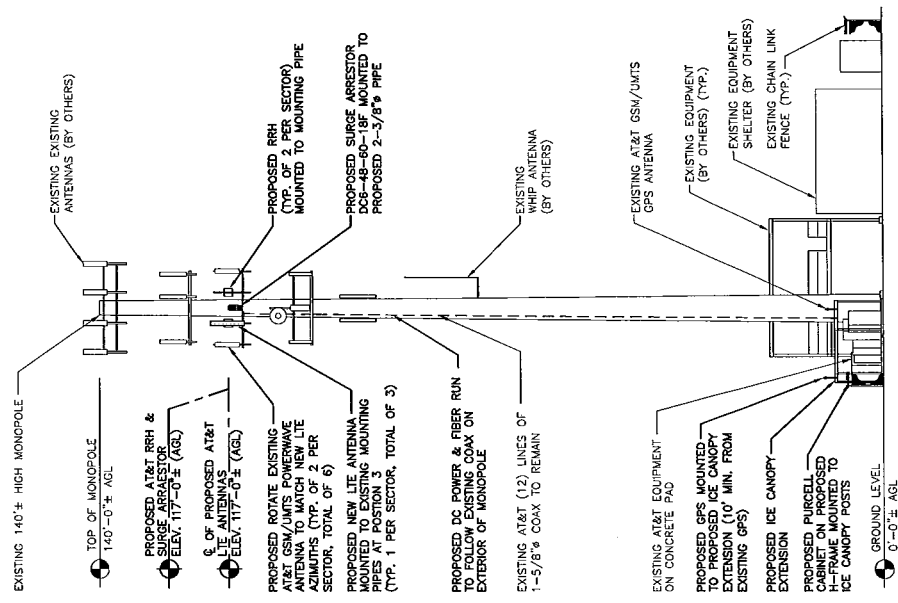 EXISTING 140'± HIGH MONOPOLE
TOP OF MONOPOLE
140'-0"± AGL
PROPOSED AT&T RRH &
SURGE ARRAESTOR
ELEV. 117'-0"± (AGL)
℄ OF PROPOSED AT&T
LTE ANTENNAS
ELEV. 117'-0"± (AGL)
PROPOSED ROTATE EXISTING
AT&T GSM/UMTS POWERWAVE
ANTENNA TO MATCH NEW LTE
AZIMUTHS (TYP. OF 2 PER
SECTOR, TOTAL OF 6)
PROPOSED NEW LTE ANTENNA
MOUNTED TO EXISTING MOUNTING
PIPES AT POSTION 3
(TYP. 1 PER SECTOR, TOTAL OF 3)
PROPOSED DC POWER & FIBER RUN
TO FOLLOW EXISTING COAX ON
EXTERIOR OF MONOPOLE
EXISTING AT&T (12) LINES OF
1-5/8"ø COAX TO REMAIN
EXISTING AT&T EQUIPMENT
ON CONCRETE PAD
PROPOSED GPS MOUNTED
TO PROPOSED ICE CANOPY
EXTENSION (10' MIN. FROM
EXISTING GPS)
PROPOSED ICE CANOPY
EXTENSION
PROPOSED PURCELL
CABINET ON PROPOSED
H-FRAME MOUNTED TO
ICE CANOPY POSTS
GROUND LEVEL
0'-0"± AGL
EXISTING EXISTING
ANTENNAS (BY OTHERS)
PROPOSED RRH
(TYP. OF 2 PER SECTOR)
MOUNTED TO MOUNTING PIPE
PROPOSED SURGE ARRESTOR
DC6-48-60-18F MOUNTED TO
PROPOSED 2-3/8"ø PIPE
EXISTING
WHIP ANTENNA
(BY OTHERS)
EXISTING AT&T GSM/UMTS
GPS ANTENNA
EXISTING EQUIPMENT
(BY OTHERS) (TYP.)
EXISTING EQUIPMENT
SHELTER (BY OTHERS)
EXISTING CHAIN LINK
FENCE (TYP.)